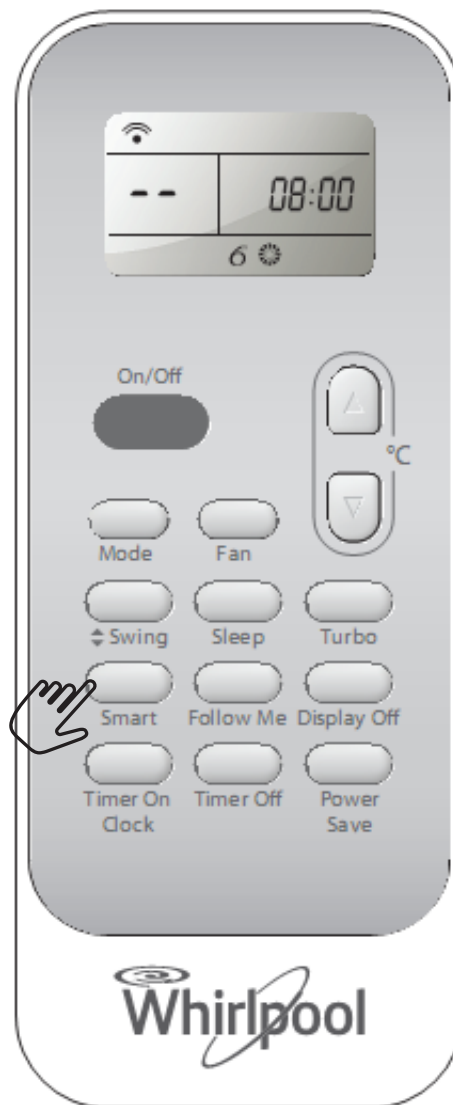 -- 08:00
6
On/Off
°C
Mode Fan
Swing Sleep Turbo
Smart Follow Me Display Off
Timer On Timer Off Power
Clock Save
Whirlpool